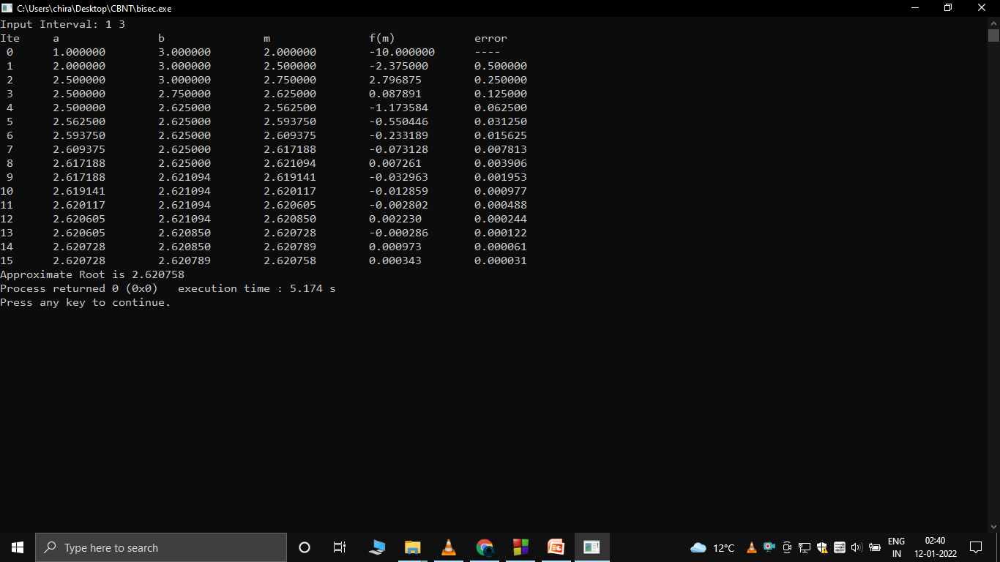 C:\Users\chira\Desktop\CBNT\bisec.exe
Input Interval: 1 3
Ite a b m f(m) error
0 1.000000 3.000000 2.000000 -10.000000 ----
1 2.000000 3.000000 2.500000 -2.375000 0.500000
2 2.500000 3.000000 2.750000 2.796875 0.250000
3 2.500000 2.750000 2.625000 0.087891 0.125000
4 2.500000 2.625000 2.562500 -1.173584 0.062500
5 2.562500 2.625000 2.593750 -0.550446 0.031250
6 2.593750 2.625000 2.609375 -0.233189 0.015625
7 2.609375 2.625000 2.617188 -0.073128 0.007813
8 2.617188 2.625000 2.621094 0.007261 0.003906
9 2.617188 2.621094 2.619141 -0.032963 0.001953
10 2.619141 2.621094 2.620117 -0.012859 0.000977
11 2.620117 2.621094 2.620605 -0.002802 0.000488
12 2.620605 2.621094 2.620850 0.002230 0.000244
13 2.620605 2.620850 2.620728 -0.000286 0.000122
14 2.620728 2.620850 2.620789 0.000973 0.000061
15 2.620728 2.620789 2.620758 0.000343 0.000031
Approximate Root is 2.620758
Process returned 0 (0x0) execution time : 5.174 s
Press any key to continue.
Type here to search
12°C
ENG
IN
02:40
12-01-2022